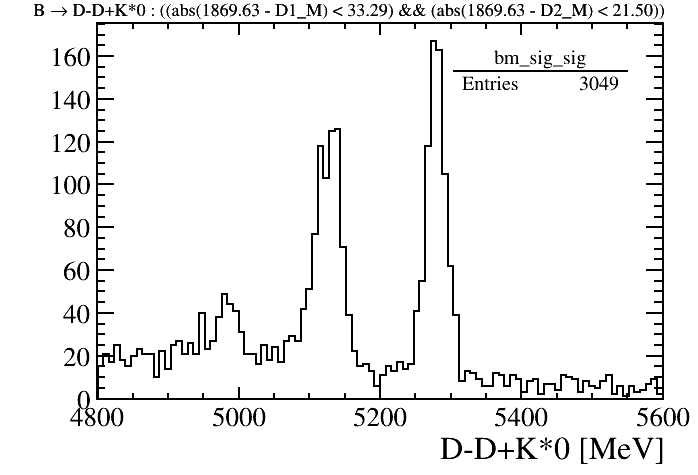 B → D-D+K*0 : ((abs(1869.63 - D1_M) < 33.29) && (abs(1869.63 - D2_M) < 21.50))
bm_sig_sig
Entries 3049
160
140
120
100
80
60
40
20
0
4800 5000 5200 5400 5600
D-D+K*0 [MeV]